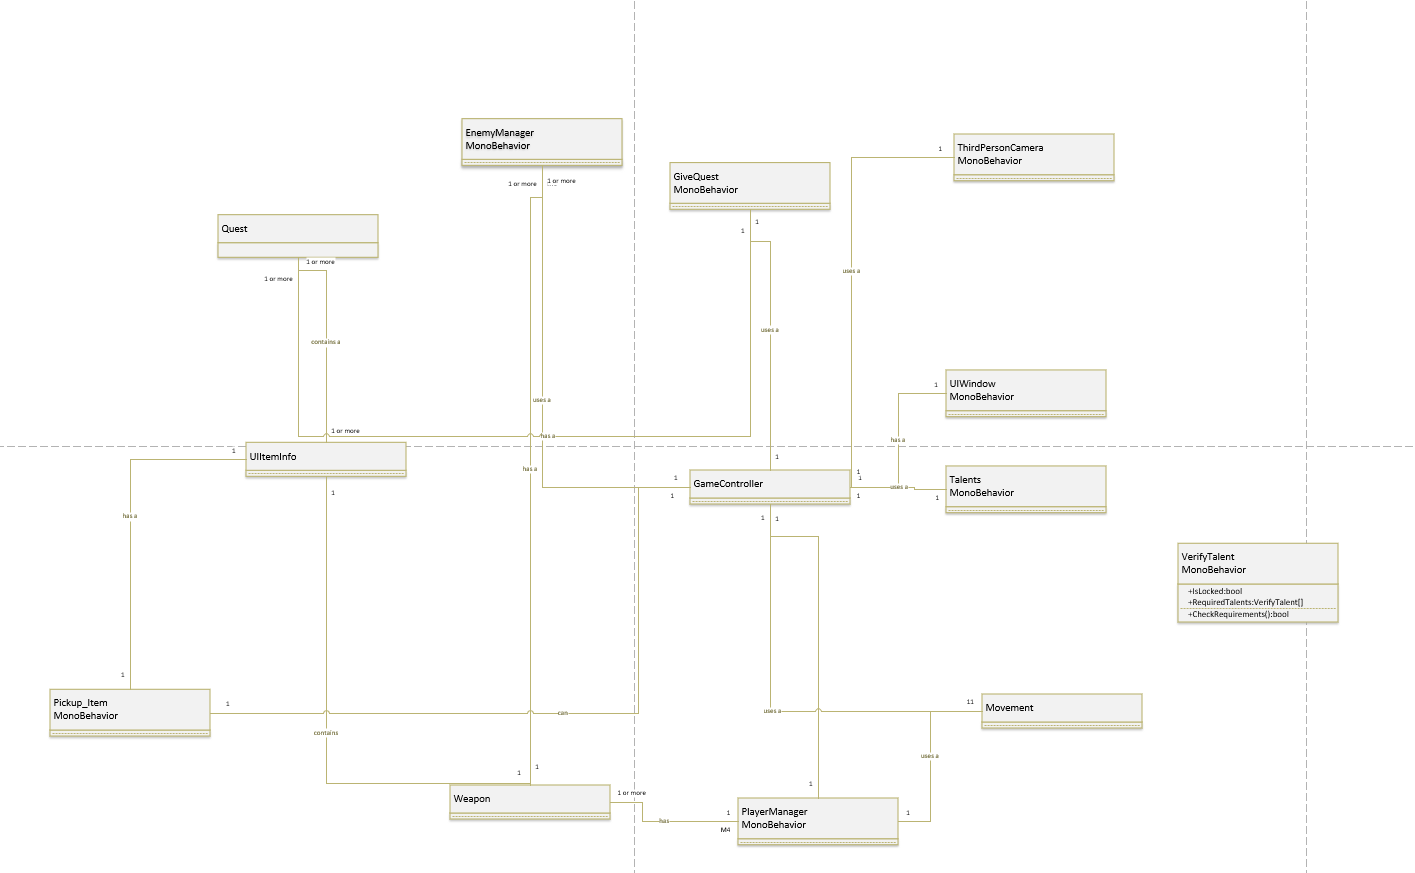 EnemyManager
MonoBehavior
1 or more
1 or more
ThirdPersonCamera
MonoBehavior
1
GiveQuest
MonoBehavior
1
1
Quest
1 or more
1 or more
uses a
uses a
contains a
UIWindow
MonoBehavior
1
uses a
1 or more
has a
has a
UIItemInfo
1
1
1
GameController
1
1
1
1
1
has a
uses a
Talents
MonoBehavior
1
1
1
1
has a
VerifyTalent
MonoBehavior
+IsLocked:bool
+RequiredTalents:VerifyTalent[]
+CheckRequirements():bool
Pickup_Item
MonoBehavior
1
1
can
uses a
11
Movement
contains
uses a
1
1
Weapon
1 or more
has
1
M4
PlayerManager
MonoBehavior
1
1